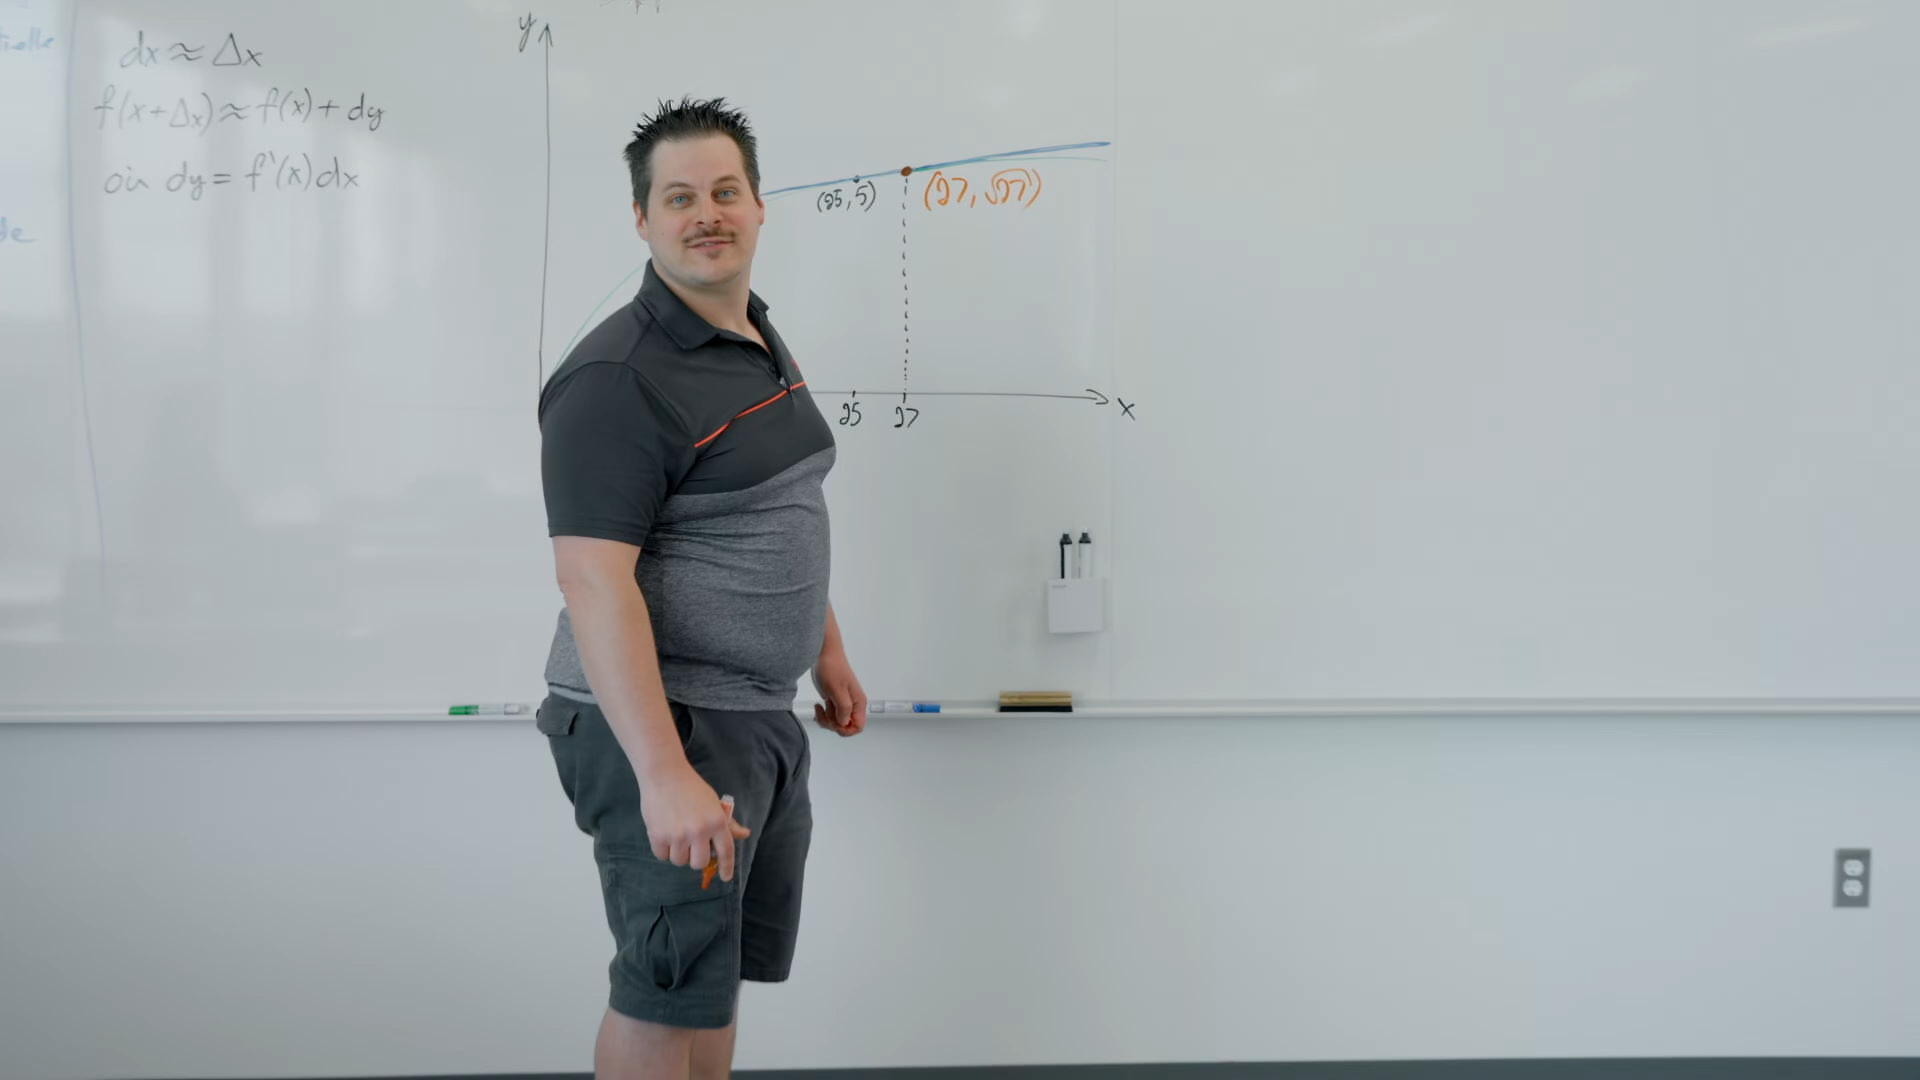 dx ≈ Δx
f(x+Δx) ≈ f(x) + dy
où dy = f'(x)dx
y
(25, 5)
(27, √27)
25
27
x